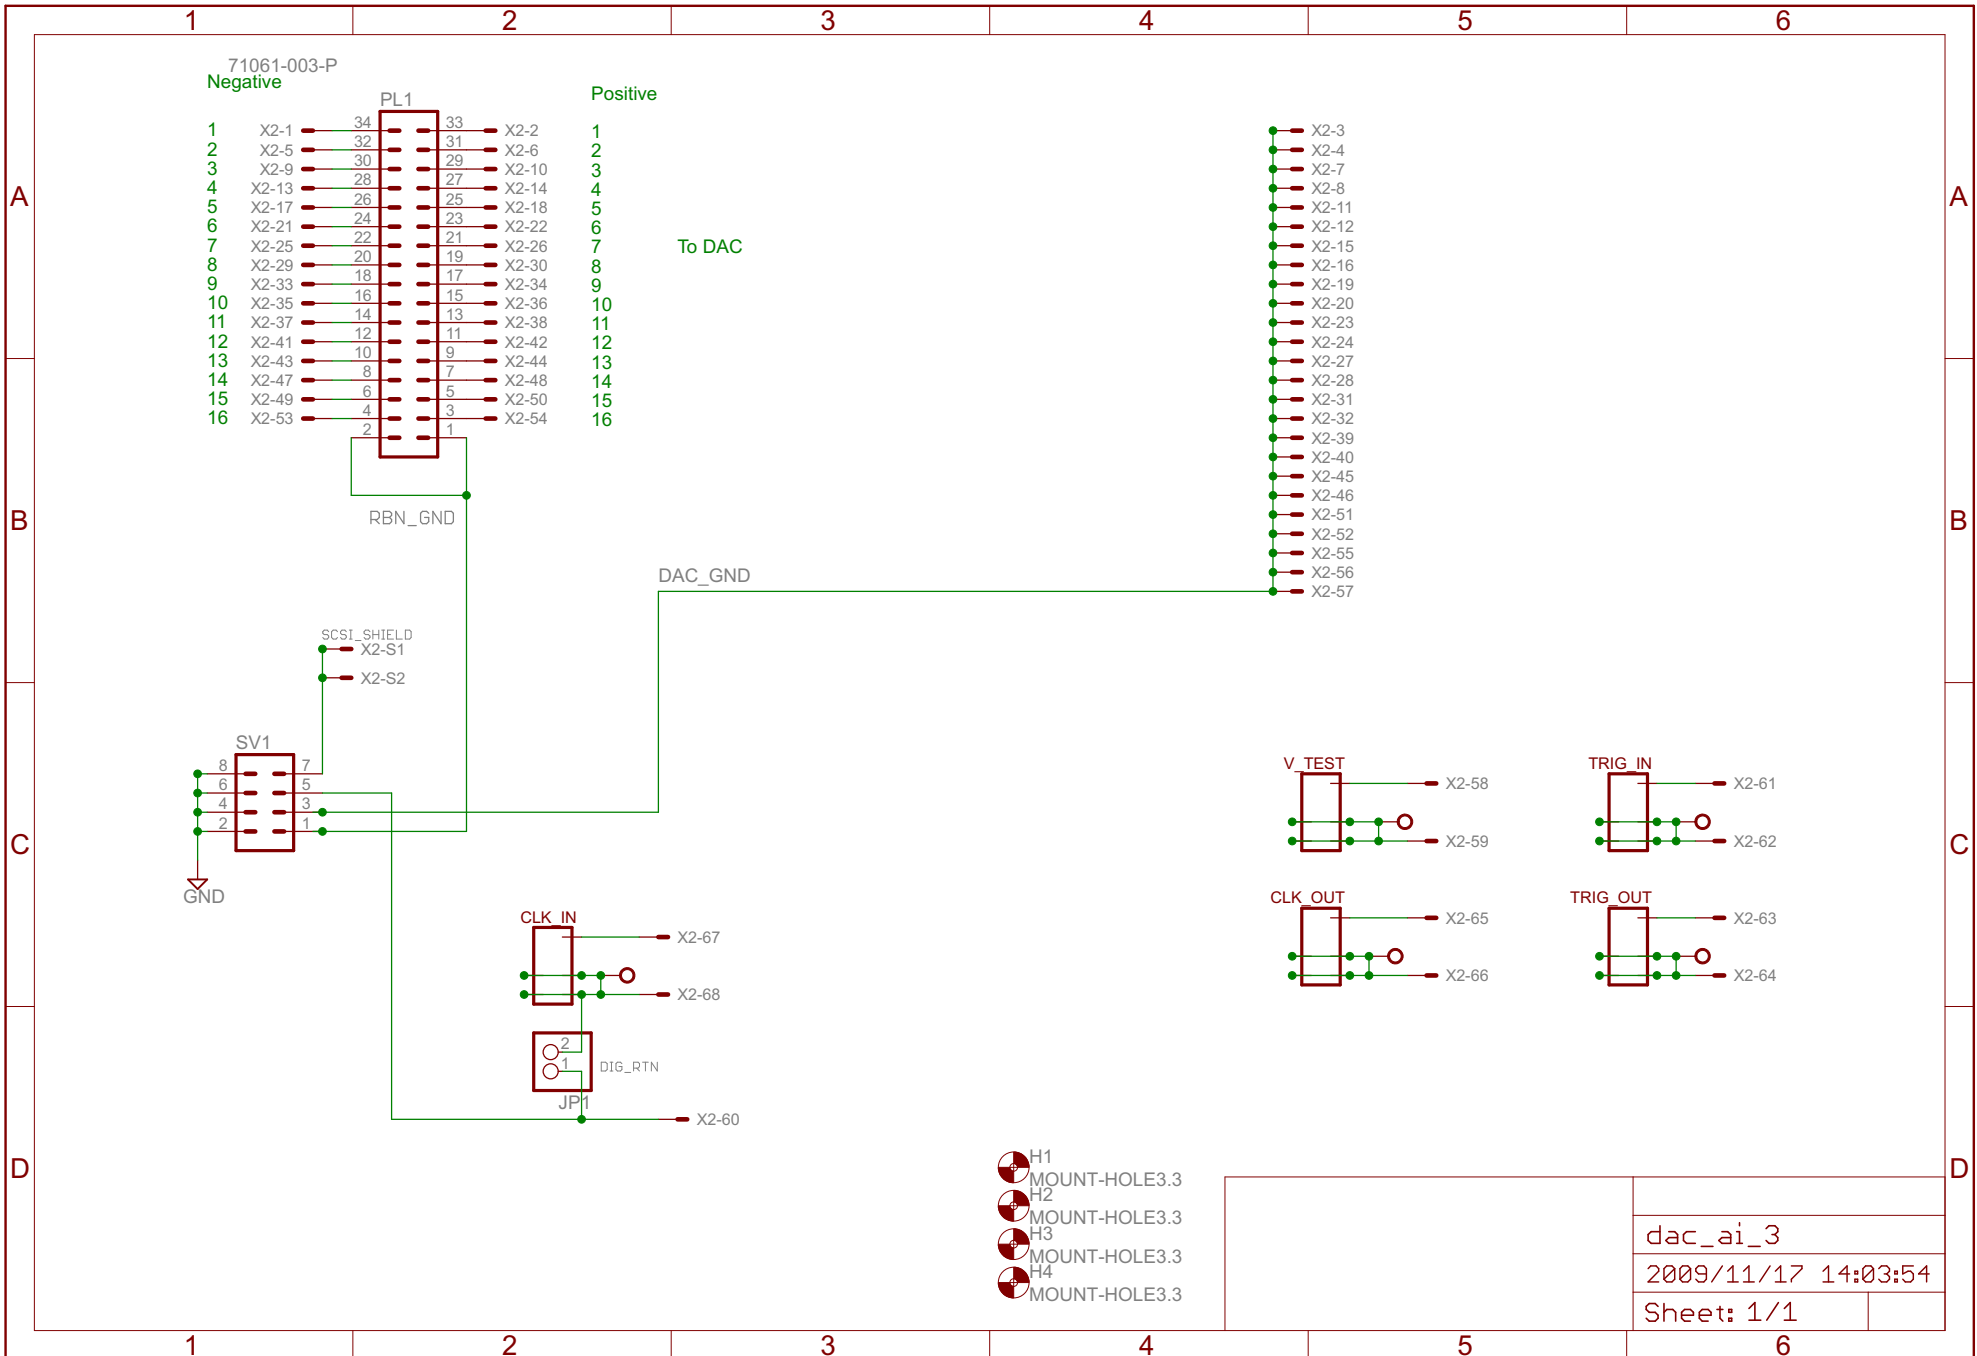 1 2 3 4 5 6
71061-003-P
Negative
Positive
PL1
1 X2-1 34 33 X2-2 1 X2-3
2 X2-5 32 31 X2-6 2 X2-4
3 X2-9 30 29 X2-10 3 X2-7
4 X2-13 28 27 X2-14 4 X2-8
A A
5 X2-17 26 25 X2-18 5 X2-11
6 X2-21 24 23 X2-22 6 X2-12
7 X2-25 22 21 X2-26 7 To DAC X2-15
8 X2-29 20 19 X2-30 8 X2-16
9 X2-33 18 17 X2-34 9 X2-19
10 X2-35 16 15 X2-36 10 X2-20
11 X2-37 14 13 X2-38 11 X2-23
12 X2-41 12 11 X2-42 12 X2-24
13 X2-43 10 9 X2-44 13 X2-27
14 X2-47 8 7 X2-48 14 X2-28
15 X2-49 6 5 X2-50 15 X2-31
16 X2-53 4 3 X2-54 16 X2-32
2 1 X2-39
X2-40
X2-45
X2-46
RBN_GND X2-51
B B
X2-52
X2-55
DAC_GND X2-56
X2-57
SCSI_SHIELD
X2-S1
X2-S2
SV1
8 7
6 5
4 3
2 1
GND
V_TEST TRIG_IN
X2-58 X2-61
X2-59 X2-62
C C
CLK_OUT TRIG_OUT
X2-65 X2-63
X2-66 X2-64
CLK_IN
X2-67
X2-68
2
1 DIG_RTN
JP1
X2-60
H1
MOUNT-HOLE3.3
D D
H2
MOUNT-HOLE3.3
H3
MOUNT-HOLE3.3
H4
MOUNT-HOLE3.3
dac_ai_3
2009/11/17 14:03:54
Sheet: 1/1
1 2 3 4 5 6